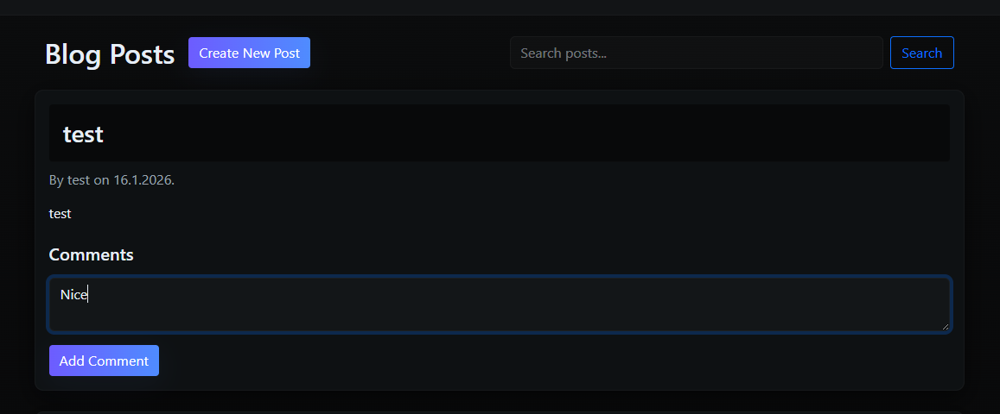 Blog Posts Create New Post Search posts... Search
test
By test on 16.1.2026.
test
Comments
Nice
Add Comment